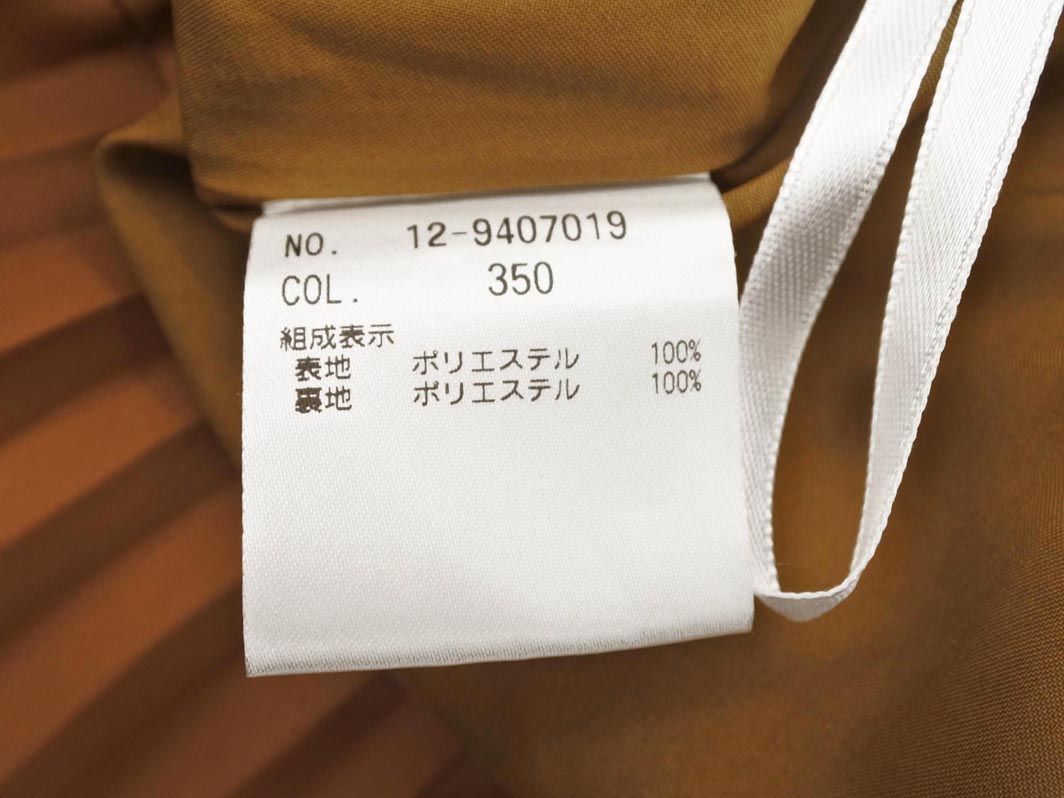 NO. 12-9407019
COL. 350
組成表示
表地 ポリエステル 100%
裏地 ポリエステル 100%